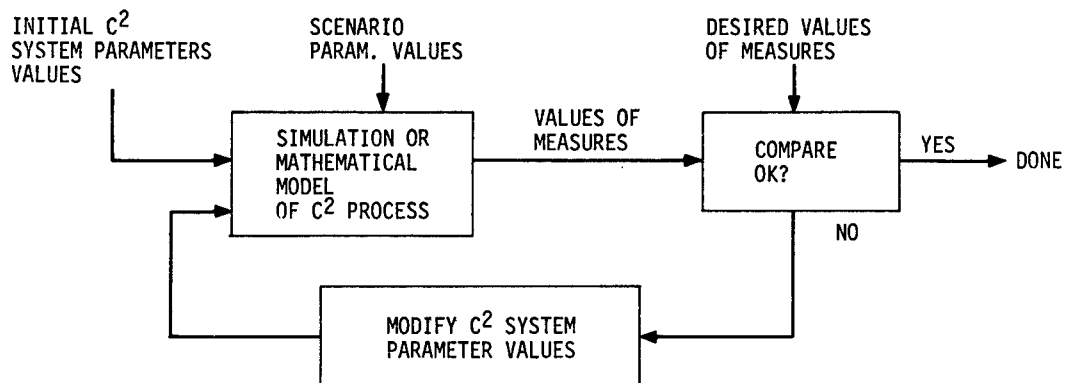 INITIAL C²
SYSTEM PARAMETERS
VALUES
SCENARIO
PARAM. VALUES
DESIRED VALUES
OF MEASURES
SIMULATION OR
MATHEMATICAL
MODEL
OF C² PROCESS
VALUES OF
MEASURES
COMPARE
OK?
YES
DONE
NO
MODIFY C² SYSTEM
PARAMETER VALUES